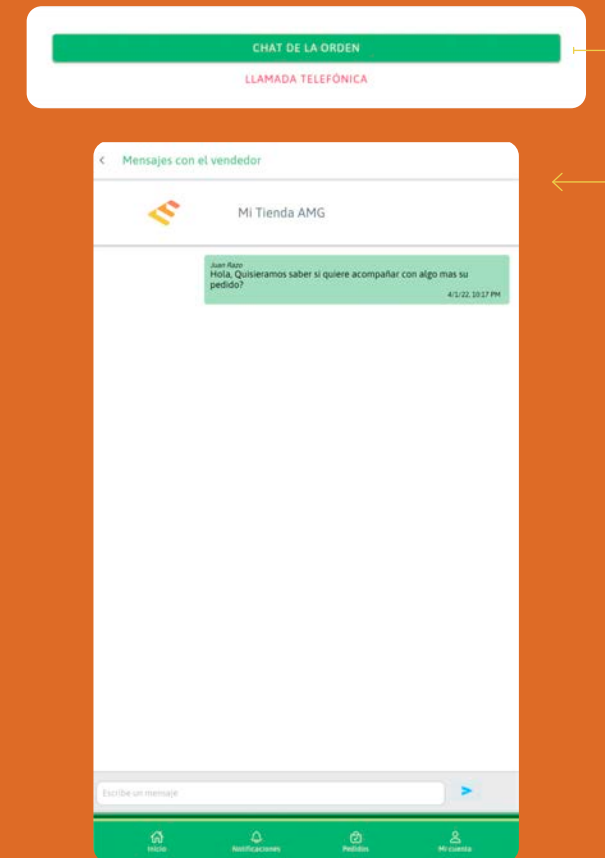 CHAT DE LA ORDEN
LLAMADA TELEFÓNICA
Mensajes con el vendedor
Mi Tienda AMG
Juan Razo
Hola, Quisieramos saber si quiere acompañar con algo mas su
pedido?
4/1/22, 10:17 PM
Escribe un mensaje
Inicio
Notificaciones
Pedidos
Mi cuenta